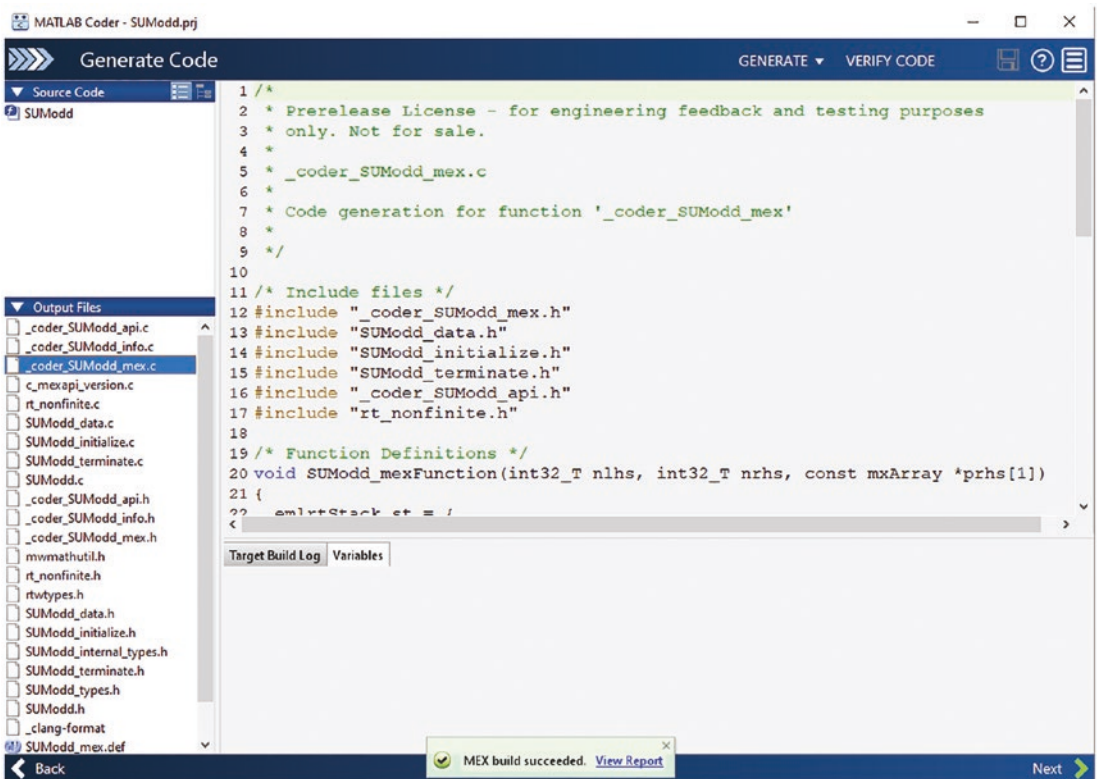 MATLAB Coder - SUModd.prj
Generate Code
GENERATE
VERIFY CODE
Source Code
SUModd
Output Files
_coder_SUModd_api.c
_coder_SUModd_info.c
_coder_SUModd_mex.c
c_mexapi_version.c
rt_nonfinite.c
SUModd_data.c
SUModd_initialize.c
SUModd_terminate.c
SUModd.c
_coder_SUModd_api.h
_coder_SUModd_info.h
_coder_SUModd_mex.h
mwmathutil.h
rt_nonfinite.h
rtwtypes.h
SUModd_data.h
SUModd_initialize.h
SUModd_internal_types.h
SUModd_terminate.h
SUModd_types.h
SUModd.h
_clang-format
SUModd_mex.def
1 /*
2 * Prerelease License - for engineering feedback and testing purposes
3 * only. Not for sale.
4 *
5 * _coder_SUModd_mex.c
6 *
7 * Code generation for function '_coder_SUModd_mex'
8 *
9 */
10
11 /* Include files */
12 #include "_coder_SUModd_mex.h"
13 #include "SUModd_data.h"
14 #include "SUModd_initialize.h"
15 #include "SUModd_terminate.h"
16 #include "_coder_SUModd_api.h"
17 #include "rt_nonfinite.h"
18
19 /* Function Definitions */
20 void SUModd_mexFunction(int32_T nlhs, int32_T nrhs, const mxArray *prhs[1])
21 {
22 emlrtStack st = {
Target Build Log
Variables
MEX build succeeded. View Report
Back
Next